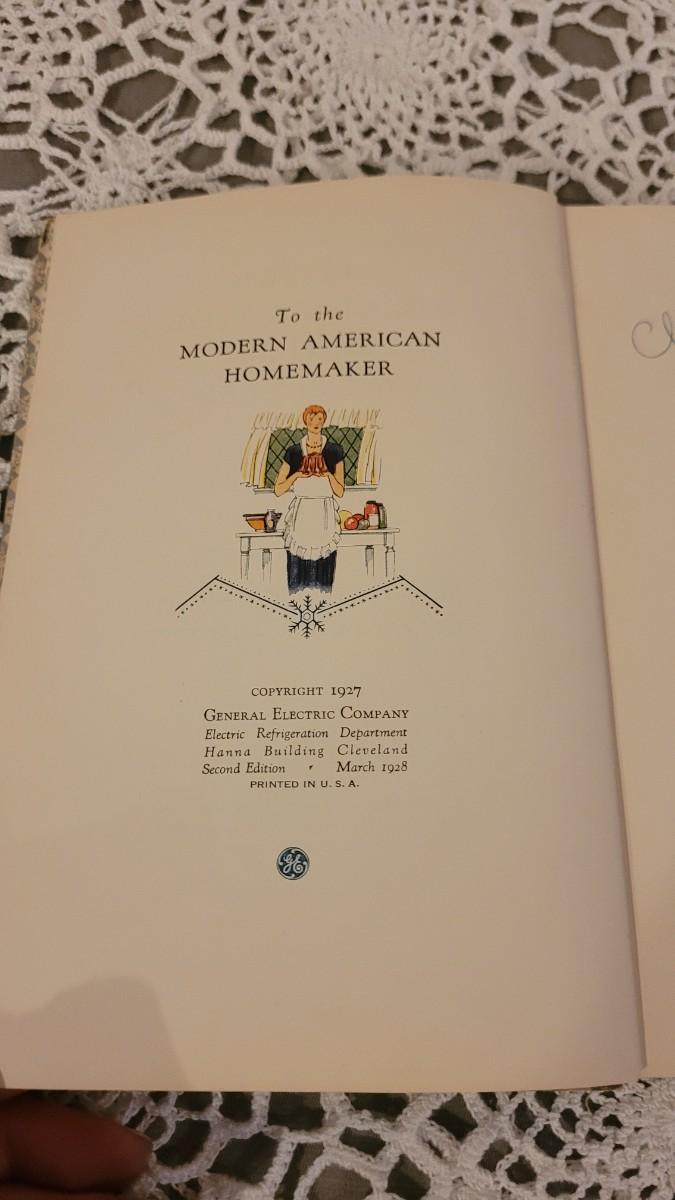 To the
MODERN AMERICAN
HOMEMAKER
COPYRIGHT 1927
GENERAL ELECTRIC COMPANY
Electric Refrigeration Department
Hanna Building Cleveland
Second Edition ٬ March 1928
PRINTED IN U. S. A.
GE